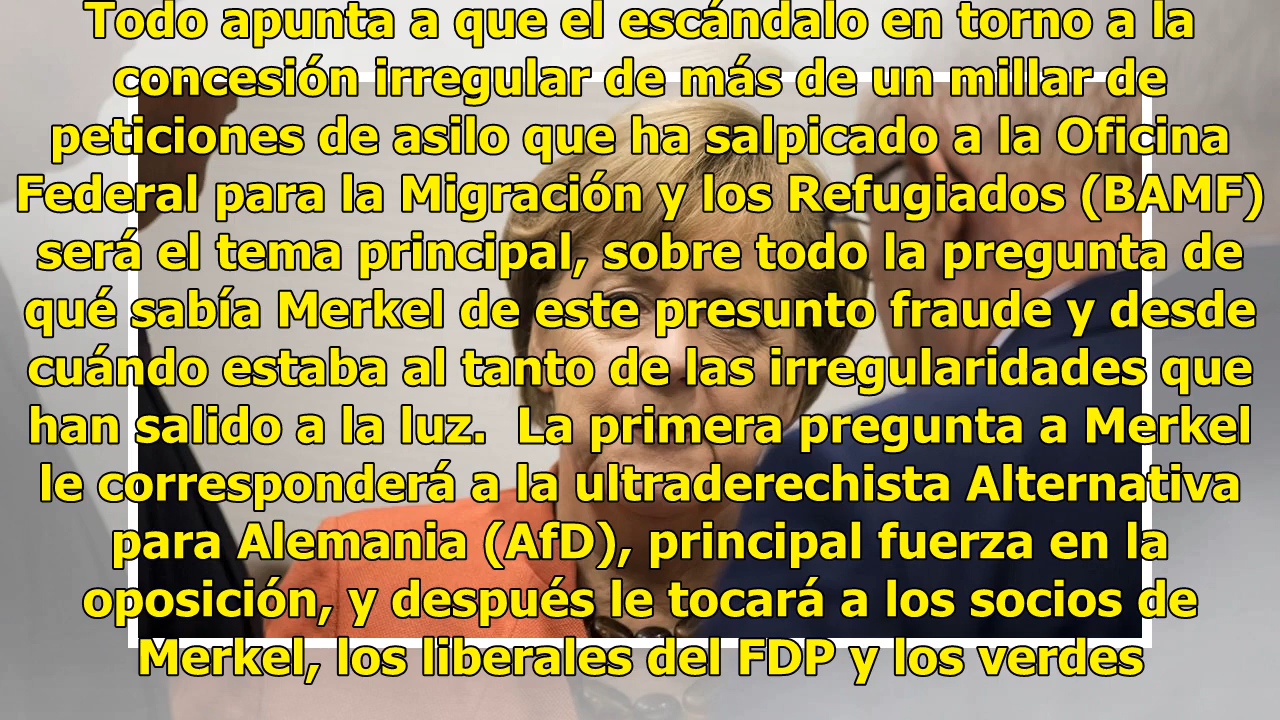 Todo apunta a que el escándalo en torno a la
concesión irregular de más de un millar de
peticiones de asilo que ha salpicado a la Oficina
Federal para la Migración y los Refugiados (BAMF)
será el tema principal, sobre todo la pregunta de
qué sabía Merkel de este presunto fraude y desde
cuándo estaba al tanto de las irregularidades que
han salido a la luz.  La primera pregunta a Merkel
le corresponderá a la ultraderechista Alternativa
para Alemania (AfD), principal fuerza en la
oposición, y después le tocará a los socios de
Merkel, los liberales del FDP y los verdes